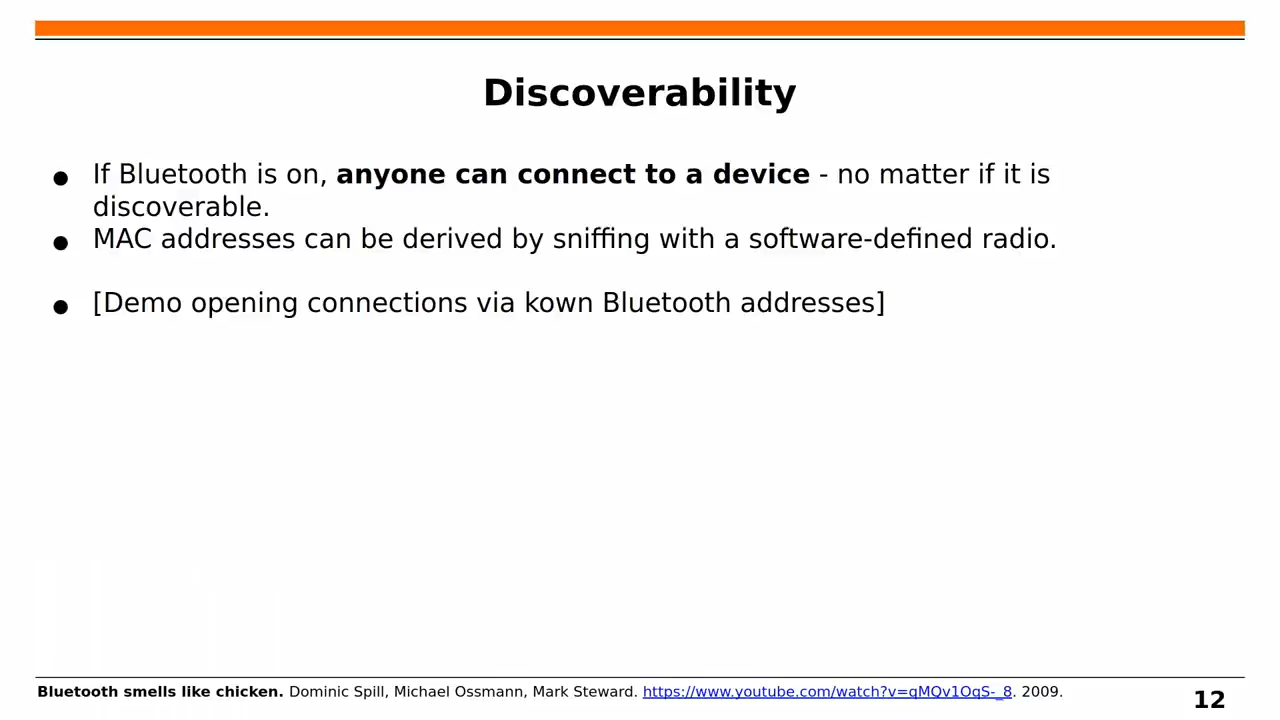 Discoverability
● If Bluetooth is on, anyone can connect to a device - no matter if it is
discoverable.
● MAC addresses can be derived by sniffing with a software-defined radio.
● [Demo opening connections via kown Bluetooth addresses]
Bluetooth smells like chicken. Dominic Spill, Michael Ossmann, Mark Steward. https://www.youtube.com/watch?v=qMQv1OqS-_8. 2009.
12